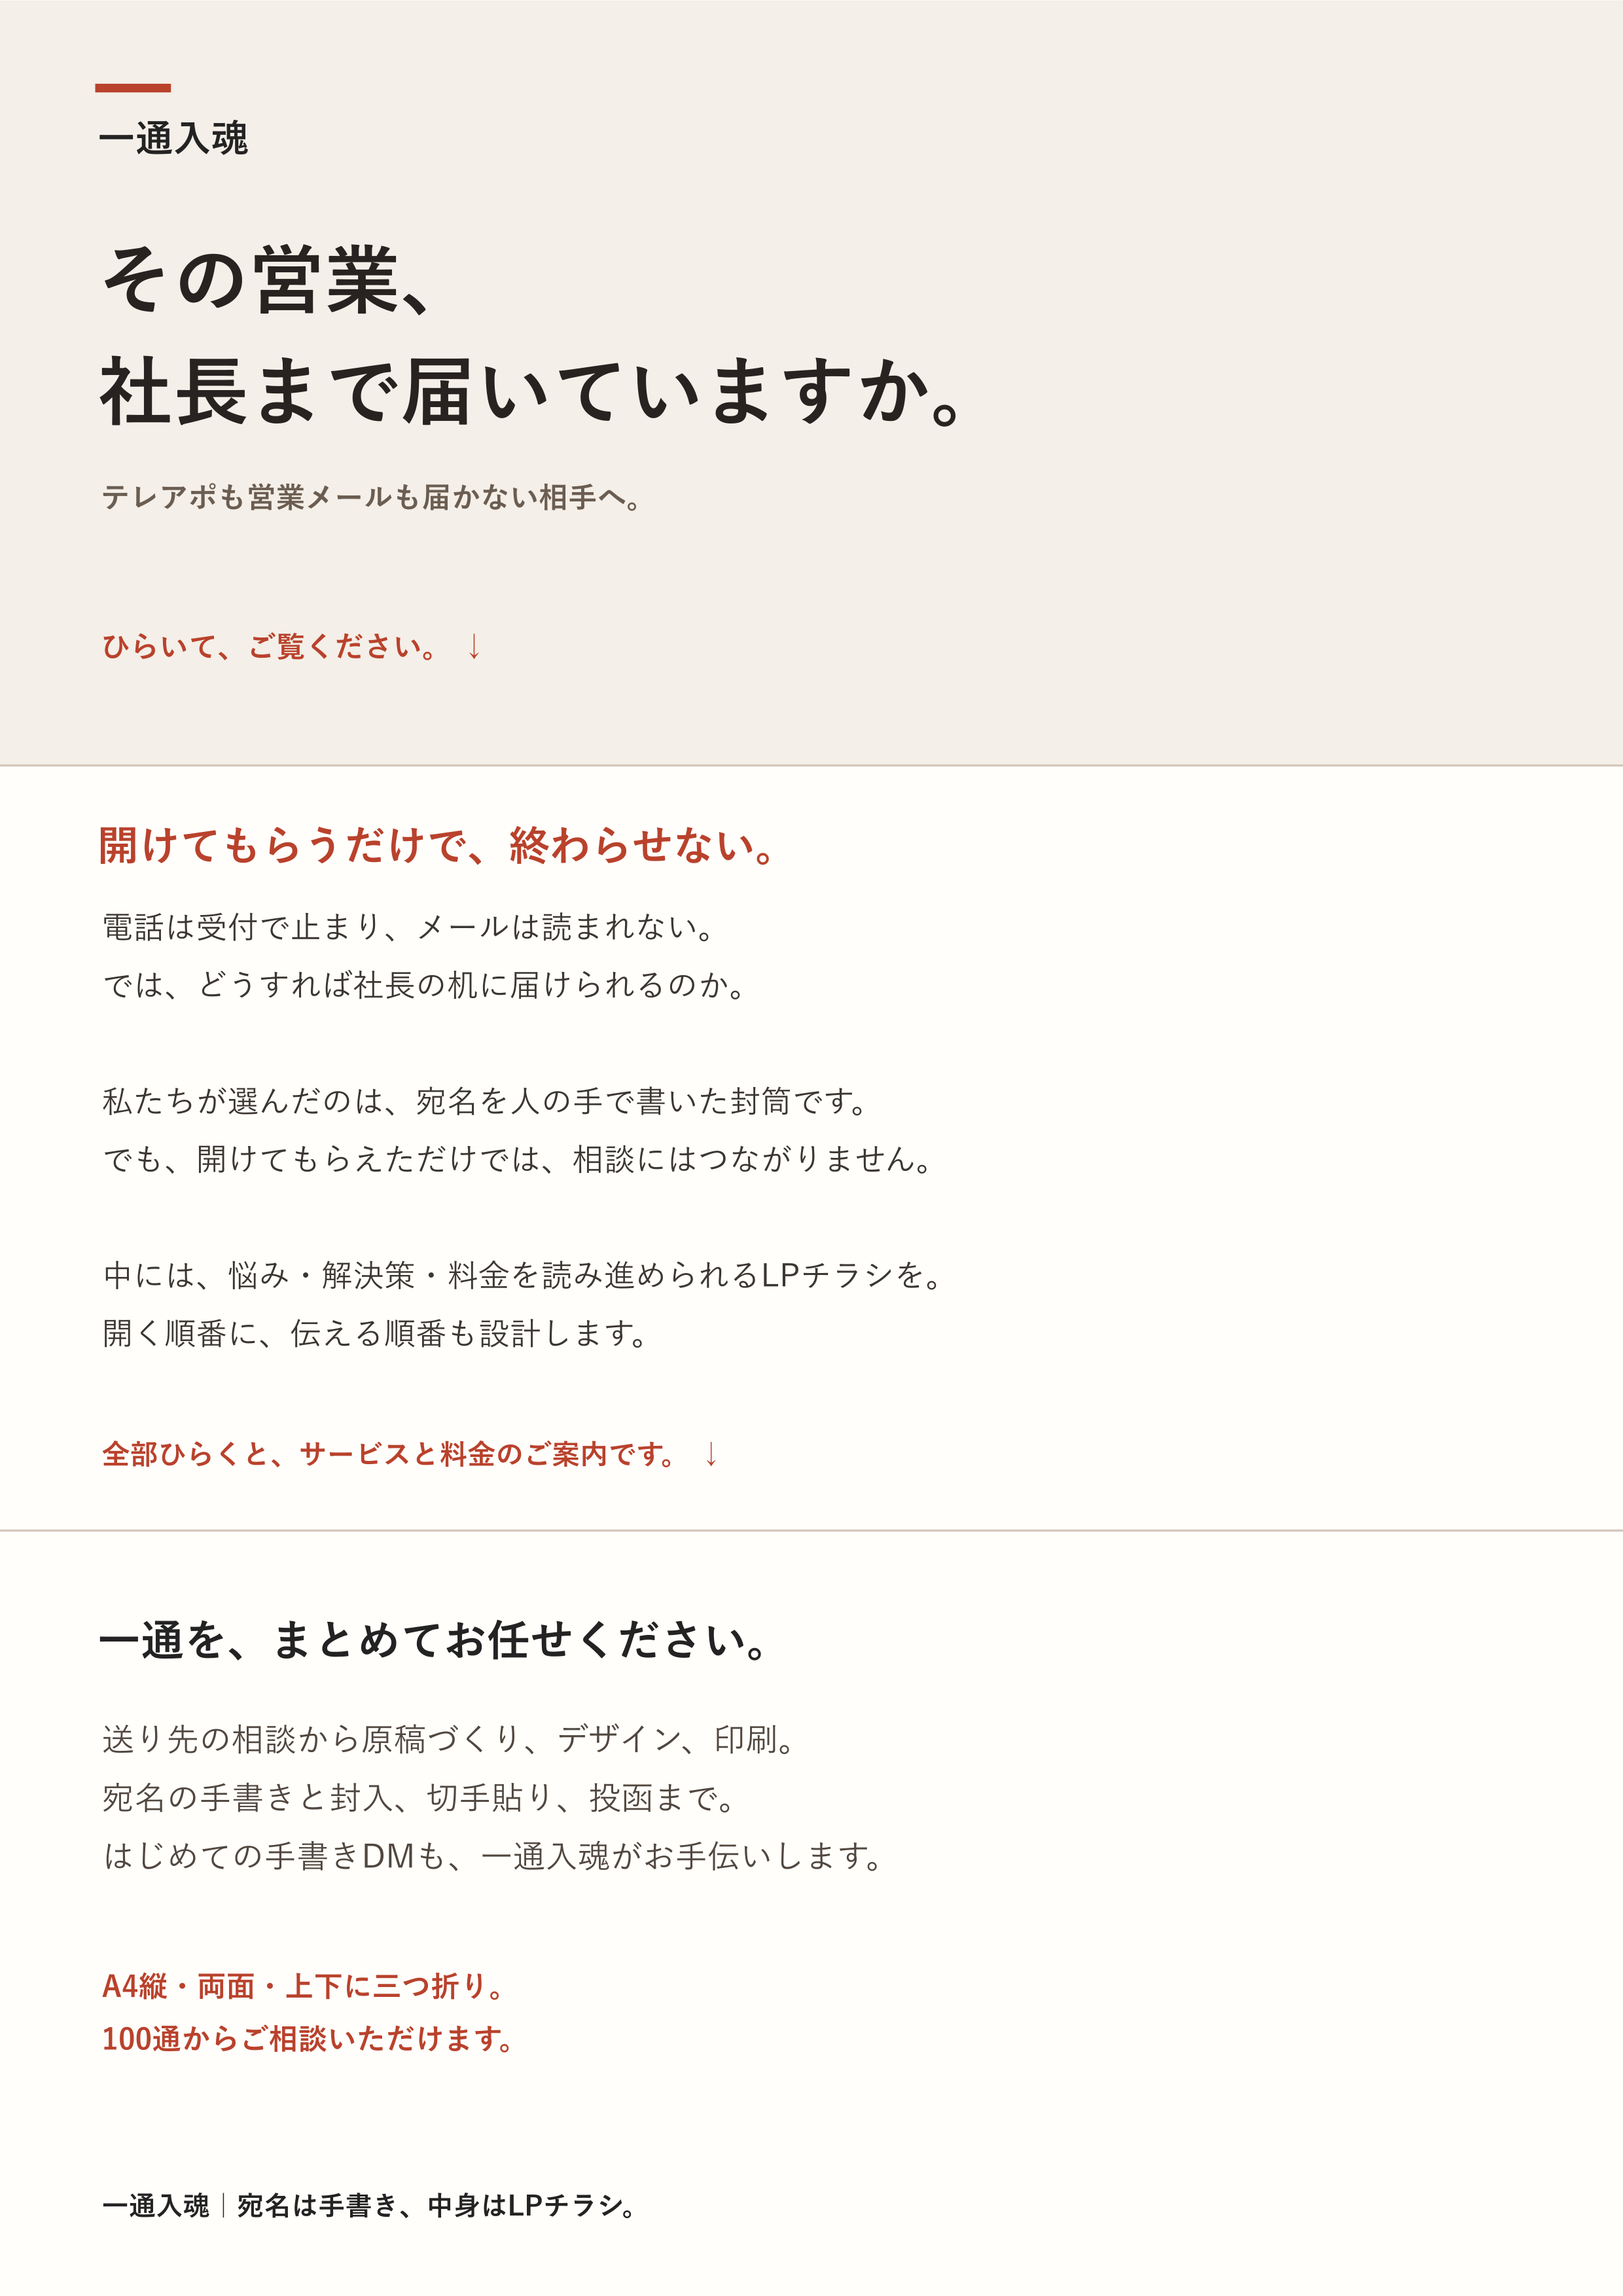 一通入魂
その営業、
社長まで届いていますか。
テレアポも営業メールも届かない相手へ。
ひらいて、ご覧ください。 ↓
開けてもらうだけで、終わらせない。
電話は受付で止まり、メールは読まれない。
では、どうすれば社長の机に届けられるのか。
私たちが選んだのは、宛名を人の手で書いた封筒です。
でも、開けてもらえただけでは、相談にはつながりません。
中には、悩み・解決策・料金を読み進められるLPチラシを。
開く順番に、伝える順番も設計します。
全部ひらくと、サービスと料金のご案内です。 ↓
一通を、まとめてお任せください。
送り先の相談から原稿づくり、デザイン、印刷。
宛名の手書きと封入、切手貼り、投函まで。
はじめての手書きDMも、一通入魂がお手伝いします。
A4縦・両面・上下に三つ折り。
100通からご相談いただけます。
一通入魂｜宛名は手書き、中身はLPチラシ。